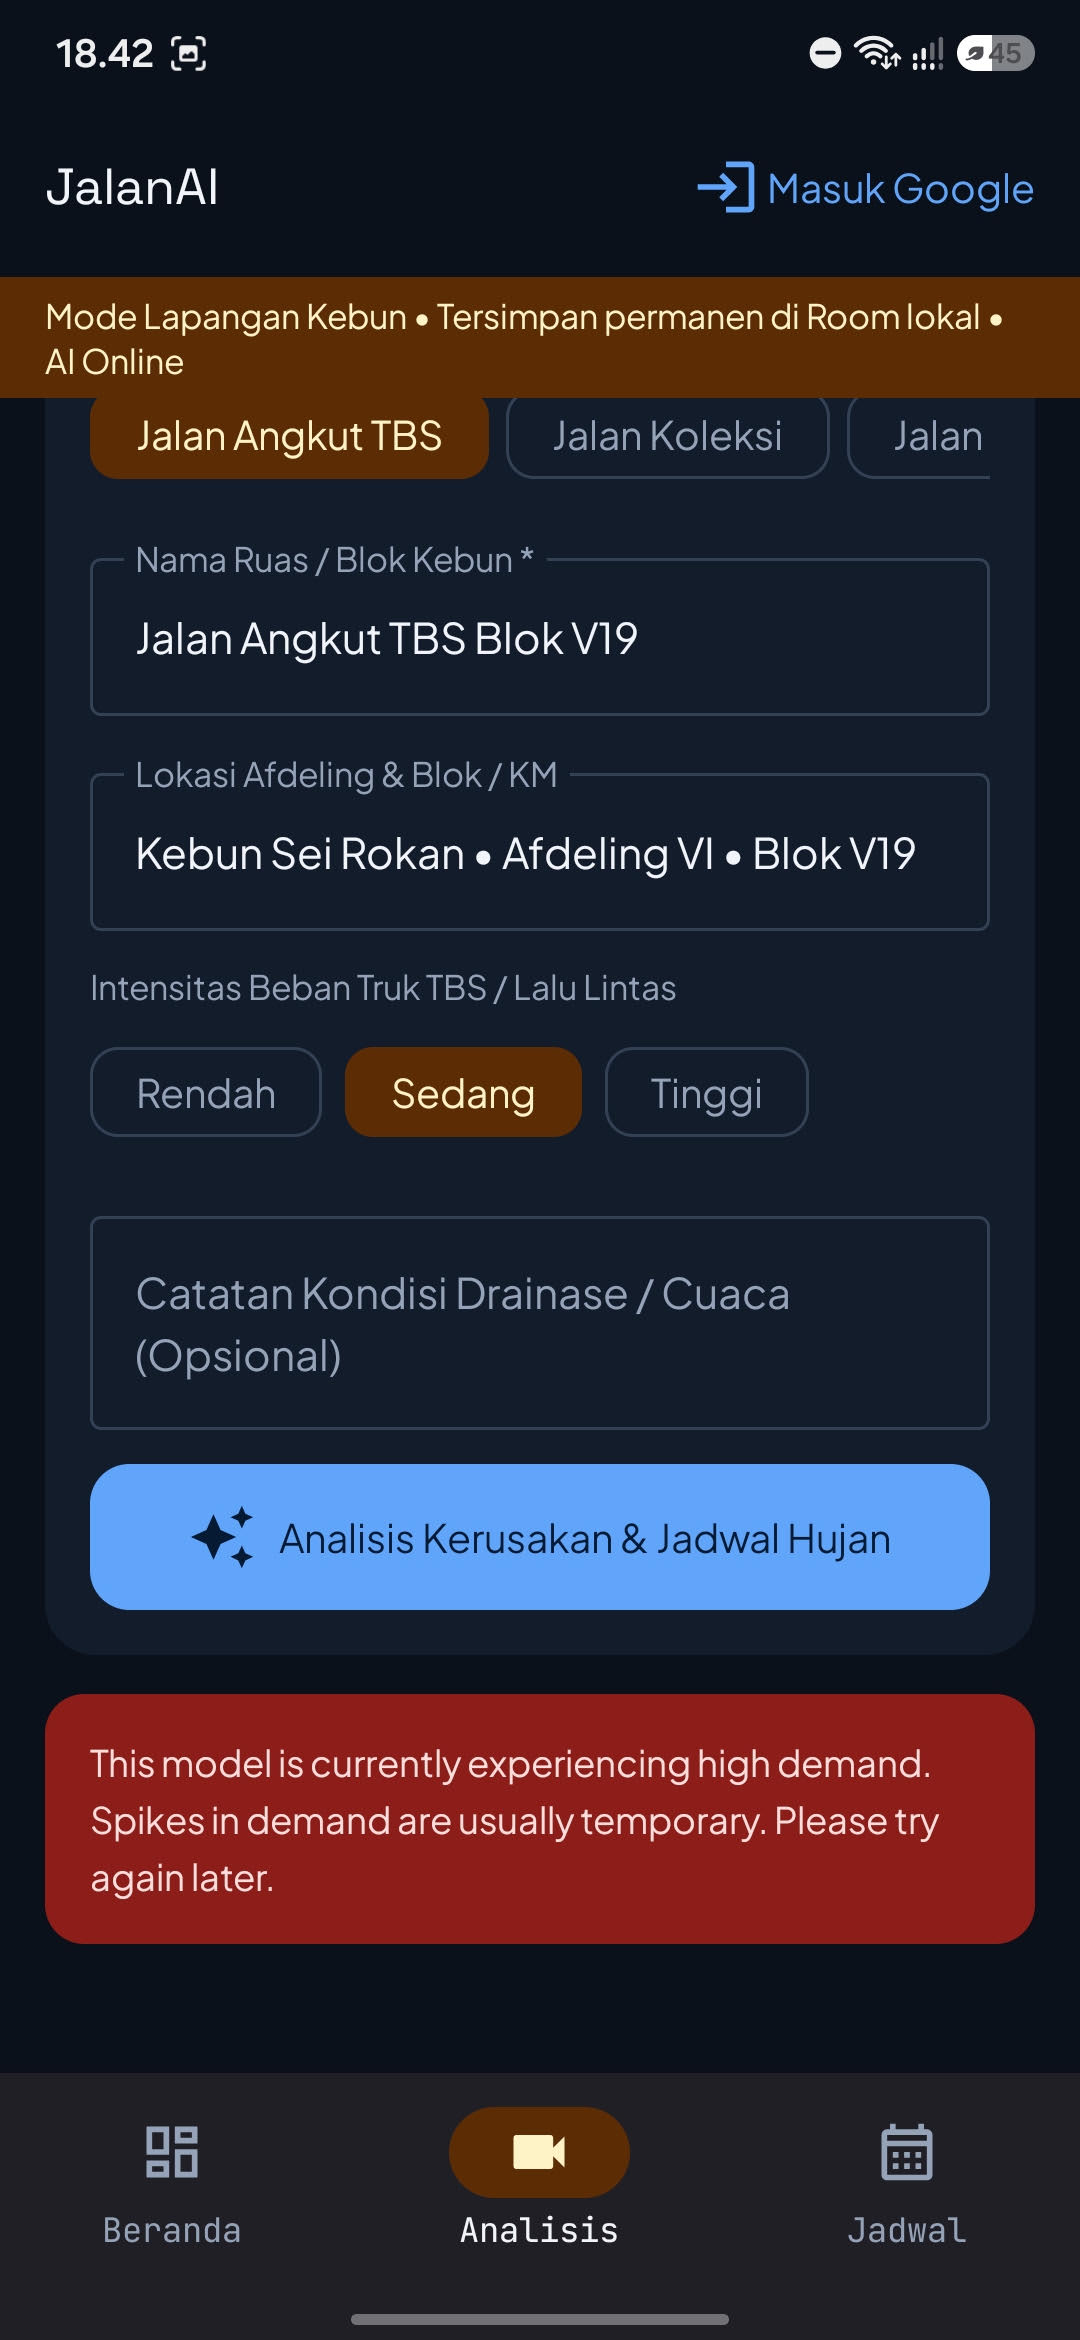 18.42
45
JalanAI
Masuk Google
Mode Lapangan Kebun • Tersimpan permanen di Room lokal •
AI Online
Jalan Angkut TBS
Jalan Koleksi
Jalan
Nama Ruas / Blok Kebun *
Jalan Angkut TBS Blok V19
Lokasi Afdeling & Blok / KM
Kebun Sei Rokan • Afdeling VI • Blok V19
Intensitas Beban Truk TBS / Lalu Lintas
Rendah
Sedang
Tinggi
Catatan Kondisi Drainase / Cuaca
(Opsional)
Analisis Kerusakan & Jadwal Hujan
This model is currently experiencing high demand.
Spikes in demand are usually temporary. Please try
again later.
Beranda
Analisis
Jadwal